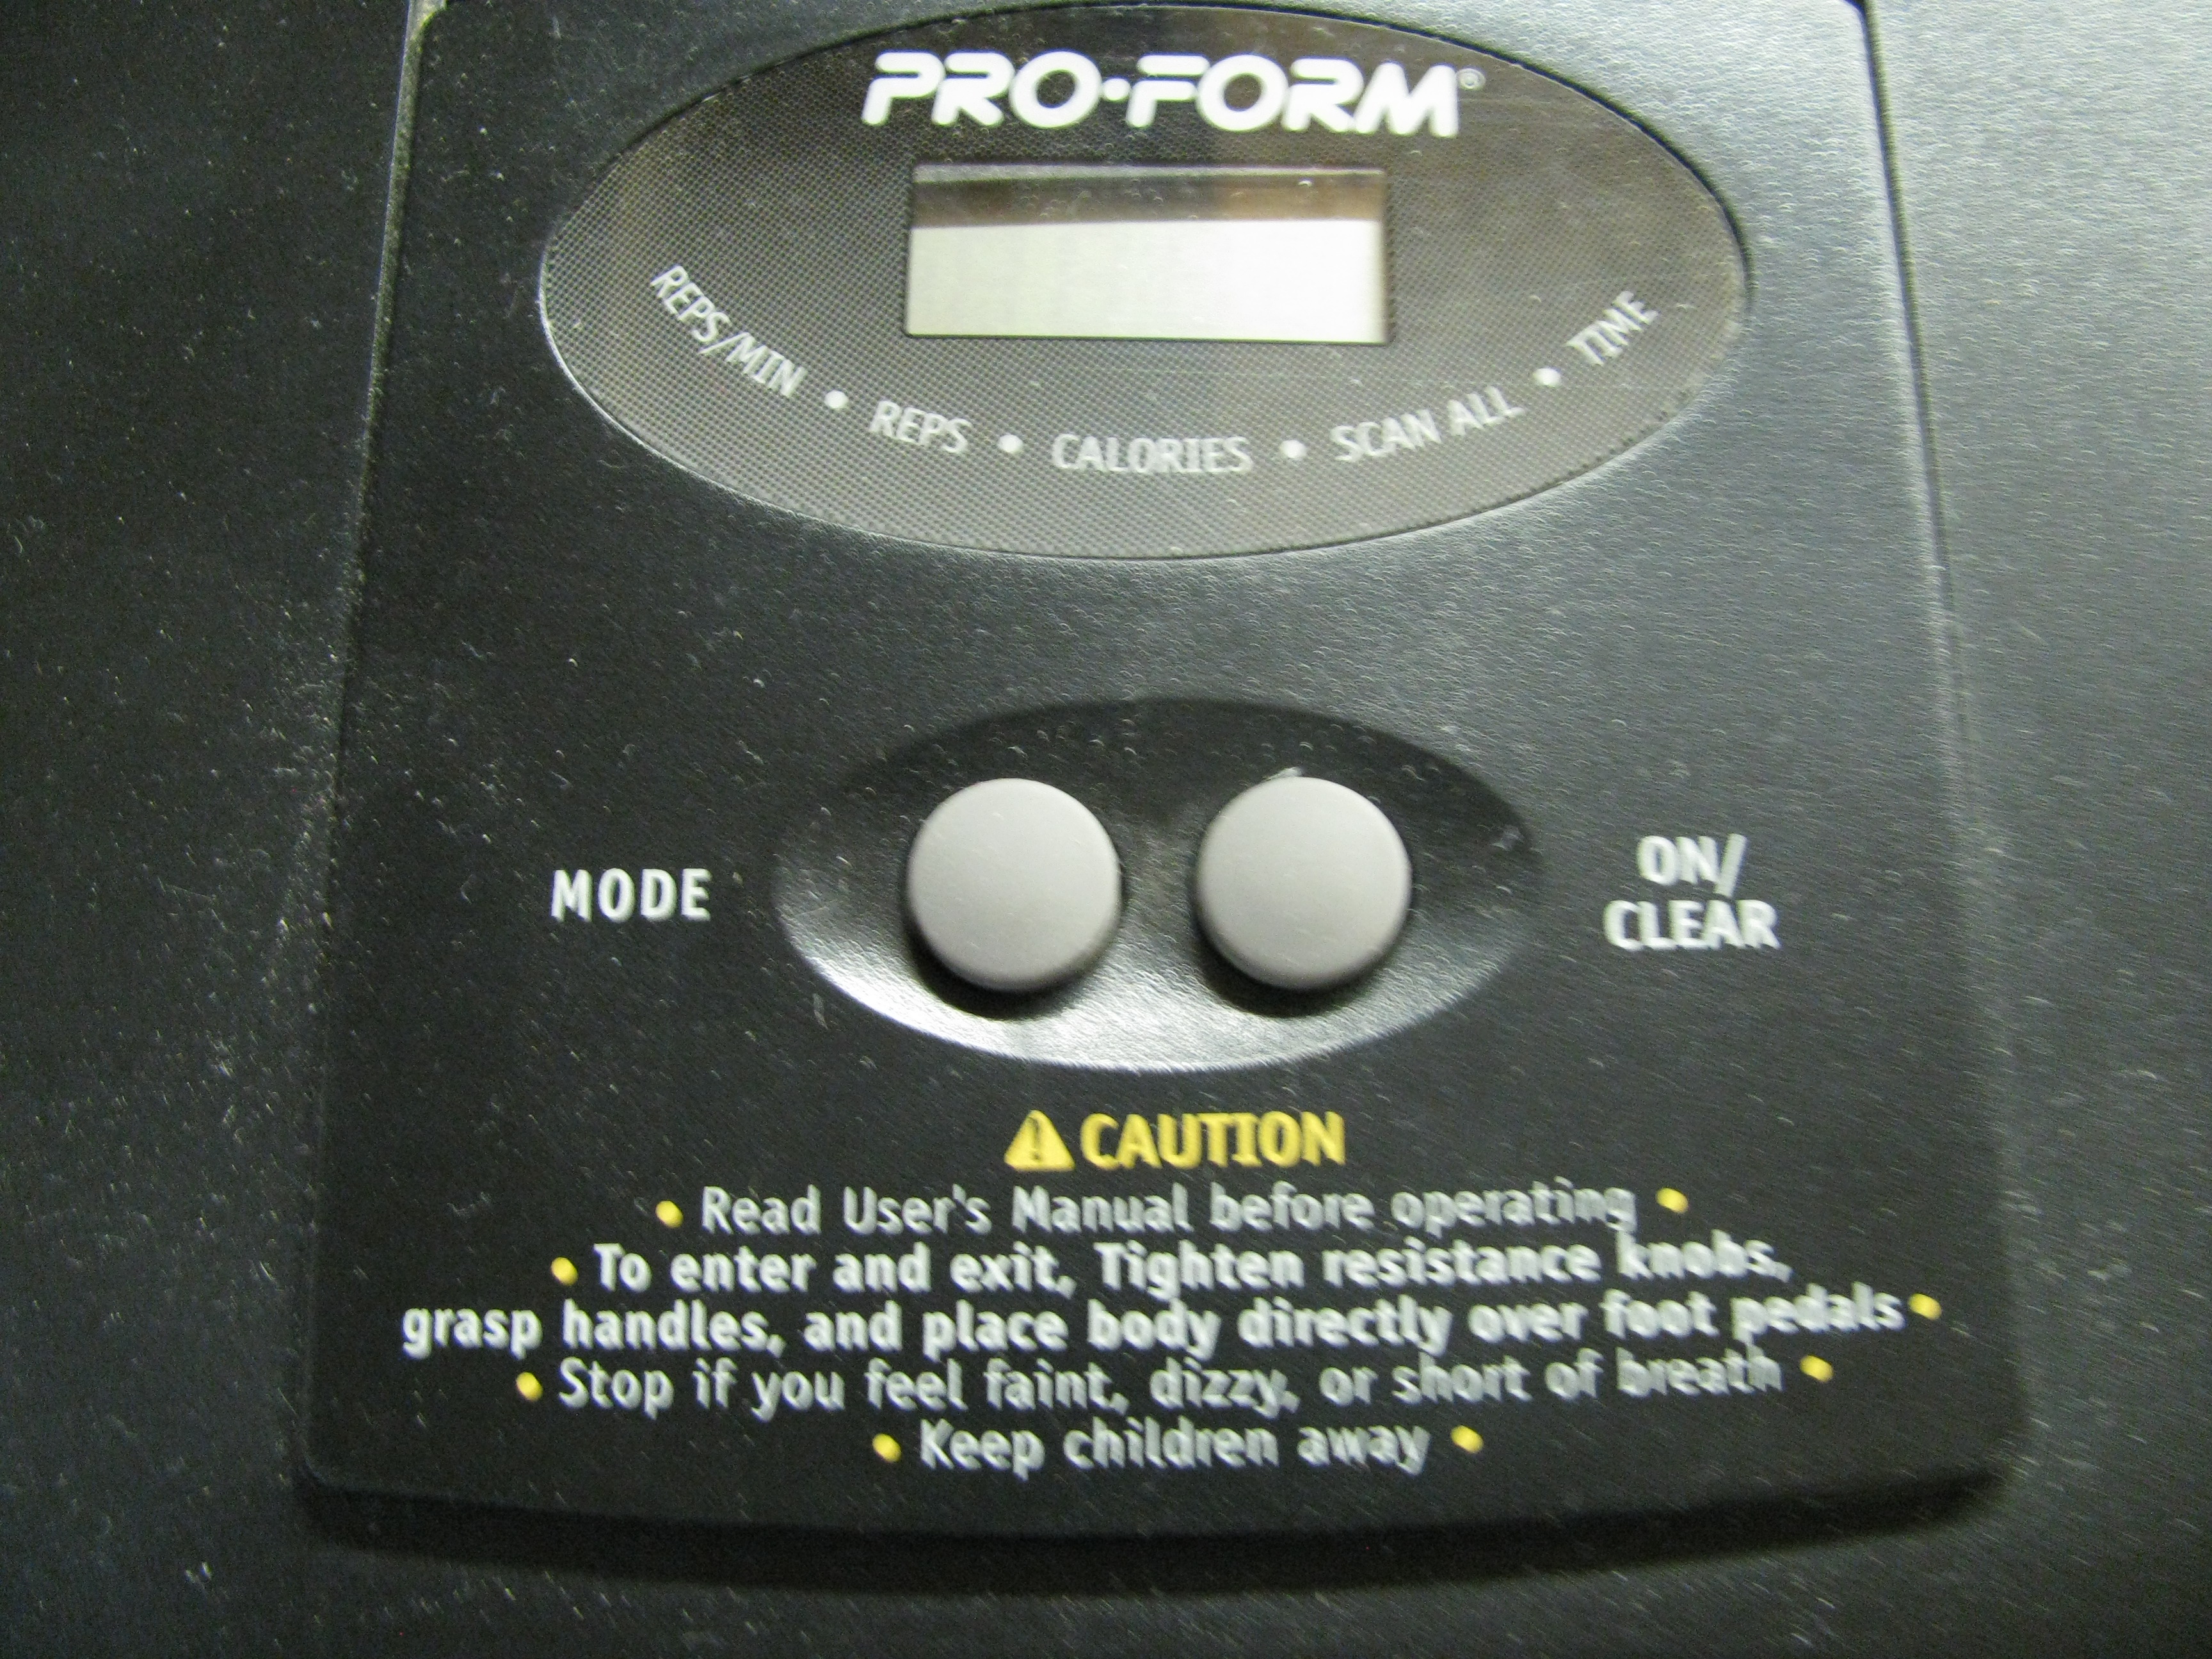 PRO•FORM®
REPS/MIN • REPS • CALORIES • SCAN ALL • TIME
MODE
ON/
CLEAR
⚠ CAUTION
• Read User's Manual before operating •
• To enter and exit, Tighten resistance knobs,
grasp handles, and place body directly over foot pedals •
• Stop if you feel faint, dizzy, or short of breath •
• Keep children away •